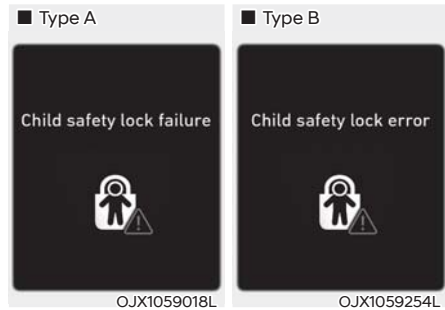 ■ Type A
Child safety lock failure
OJX1059018L
■ Type B
Child safety lock error
OJX1059254L